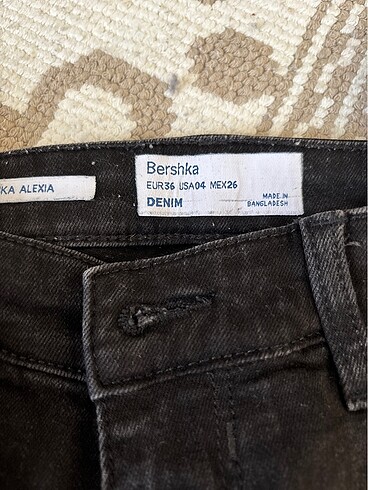 KA ALEXIA
Bershka
EUR36 USA04 MEX26
DENIM
MADE IN
BANGLADESH